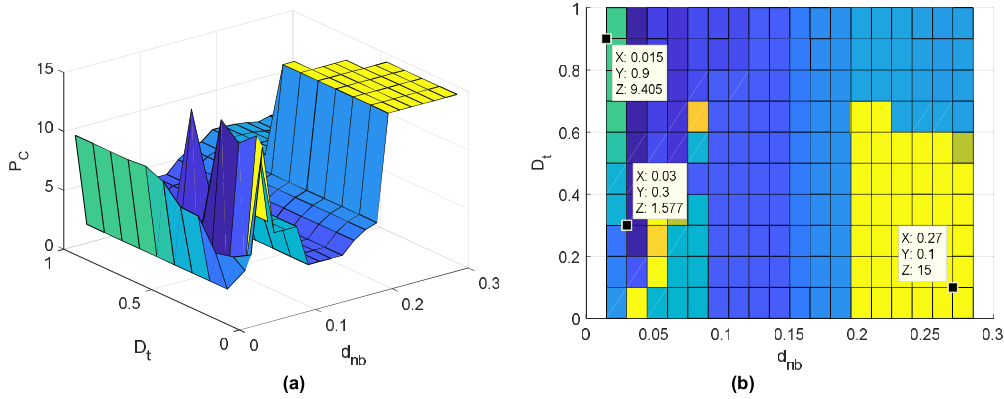 15
10
5
0
P_C
1
0.5
0
D_t
0
0.1
0.2
0.3
d_nb
(a)
1
0.8
0.6
0.4
0.2
0
D_t
X: 0.015
Y: 0.9
Z: 9.405
X: 0.03
Y: 0.3
Z: 1.577
X: 0.27
Y: 0.1
Z: 15
0
0.05
0.1
0.15
0.2
0.25
0.3
d_nb
(b)